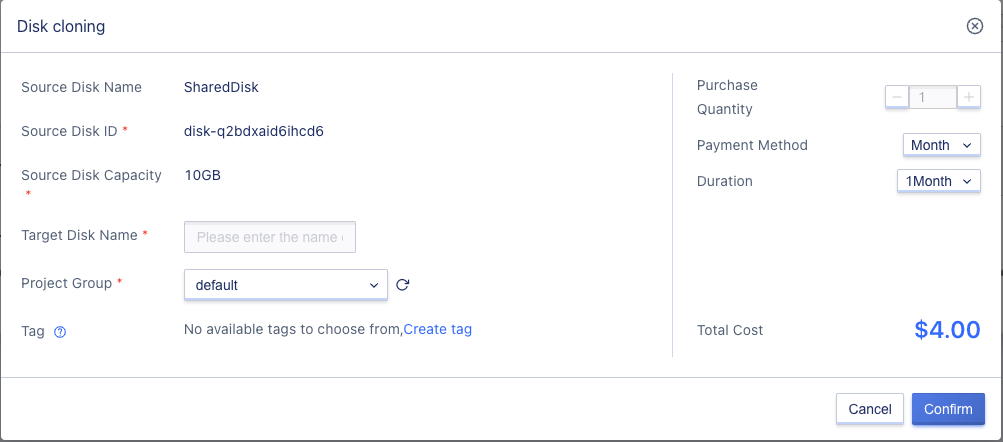 Disk cloning
Source Disk Name
SharedDisk
Source Disk ID *
disk-q2bdxaid6ihcd6
Source Disk Capacity
*
10GB
Target Disk Name *
Please enter the name
Project Group *
default
Tag
No available tags to choose from,Create tag
Purchase
Quantity
1
Payment Method
Month
Duration
1Month
Total Cost
$4.00
Cancel
Confirm